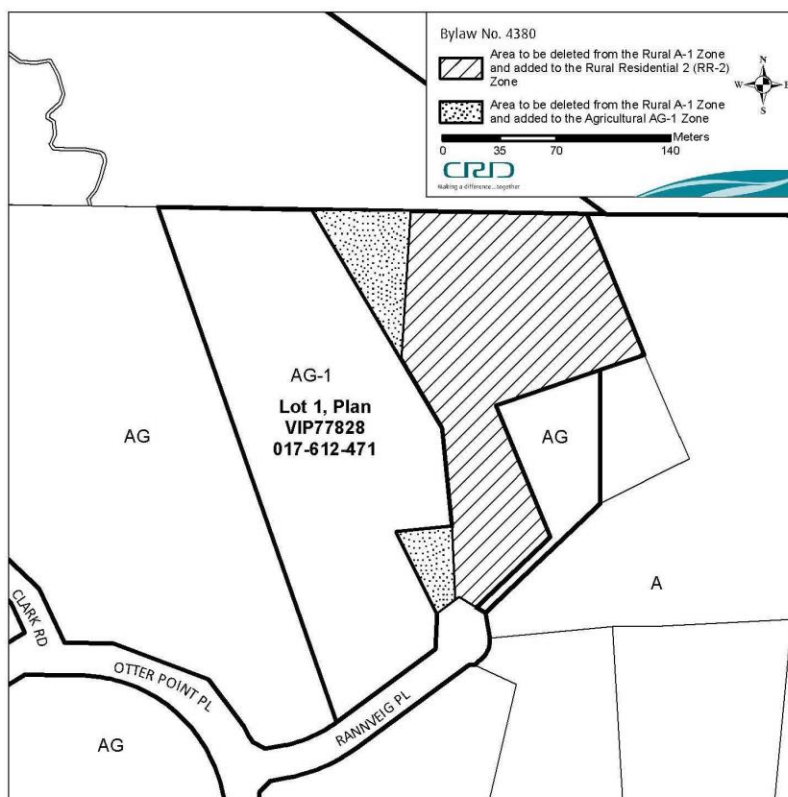 Bylaw No. 4380
Area to be deleted from the Rural A-1 Zone
and added to the Rural Residential 2 (RR-2)
Zone
Area to be deleted from the Rural A-1 Zone
and added to the Agricultural AG-1 Zone
N
W E
S
Meters
0 35 70 140
CRD
Making a difference...together
AG-1
Lot 1, Plan
VIP77828
017-612-471
AG
AG
A
CLARK RD
OTTER POINT PL
RANNVEIG PL
AG